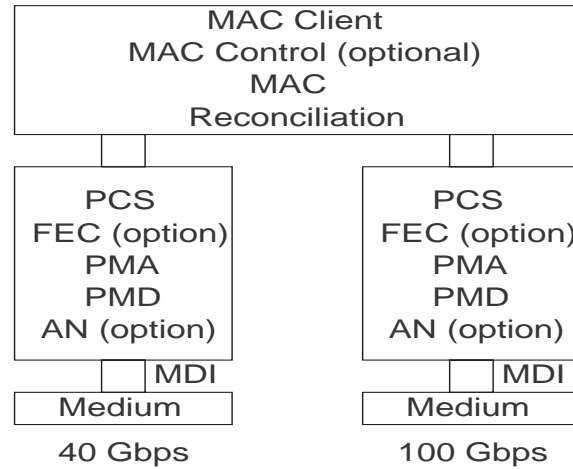 MAC Client
MAC Control (optional)
MAC
Reconciliation
PCS
FEC (option)
PMA
PMD
AN (option)
MDI
Medium
40 Gbps
PCS
FEC (option)
PMA
PMD
AN (option)
MDI
Medium
100 Gbps